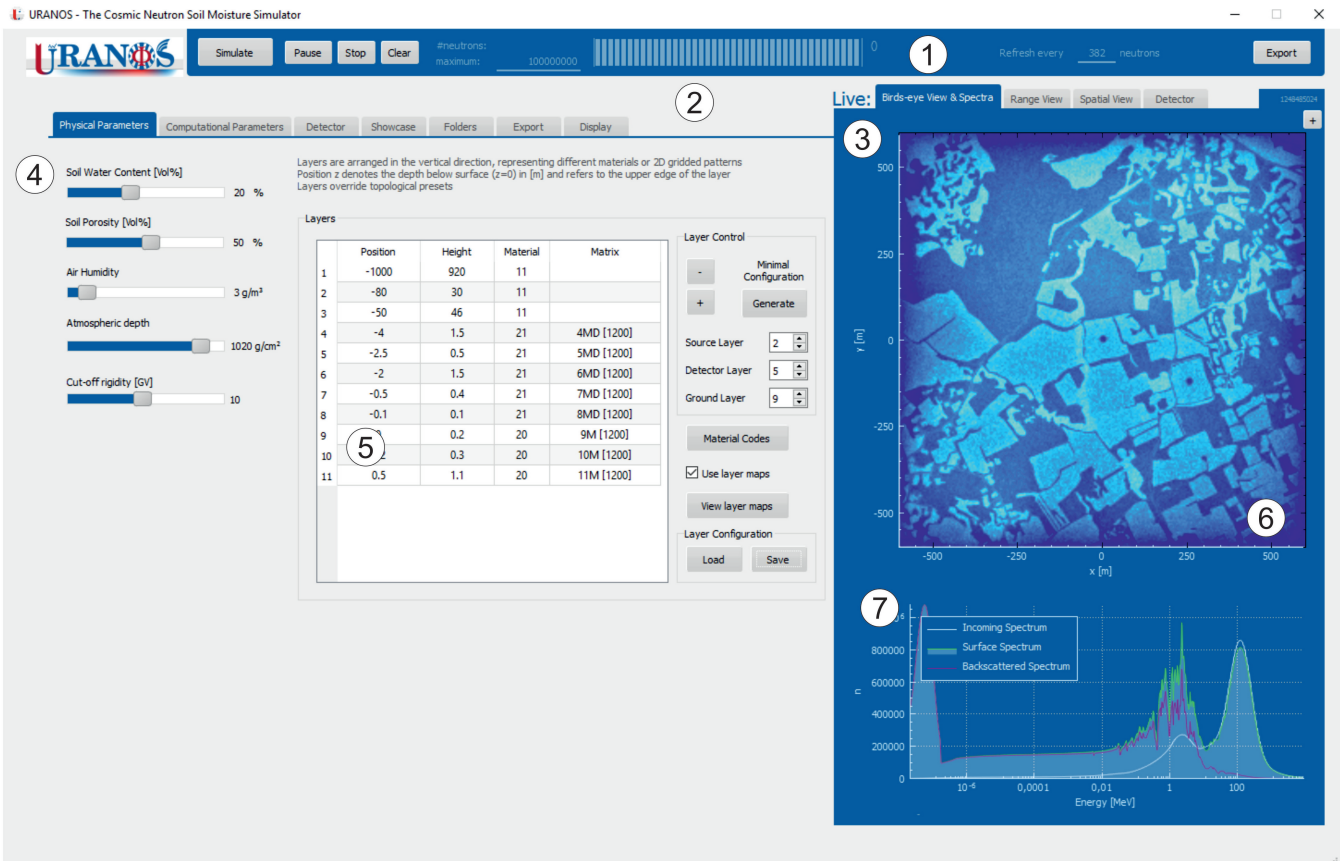 URANOS - The Cosmic Neutron Soil Moisture Simulator
URANOS
Simulate
Pause
Stop
Clear
#neutrons:
maximum:
100000000
0
1
Refresh every 382 neutrons
Export
2
Live:
Birds-eye View & Spectra
Range View
Spatial View
Detector
1248485024
+
Physical Parameters
Computational Parameters
Detector
Showcase
Folders
Export
Display
3
4
Soil Water Content [Vol%]
20 %
Soil Porosity [Vol%]
50 %
Air Humidity
3 g/m³
Atmospheric depth
1020 g/cm²
Cut-off rigidity [GV]
10
Layers are arranged in the vertical direction, representing different materials or 2D gridded patterns
Position z denotes the depth below surface (z=0) in [m] and refers to the upper edge of the layer
Layers override topological presets
Layers
Position Height Material Matrix
1 -1000 920 11
2 -80 30 11
3 -50 46 11
4 -4 1.5 21 4MD [1200]
5 -2.5 0.5 21 5MD [1200]
6 -2 1.5 21 6MD [1200]
7 -0.5 0.4 21 7MD [1200]
8 -0.1 0.1 21 8MD [1200]
9 0.2 20 9M [1200]
10 0.3 20 10M [1200]
11 0.5 1.1 20 11M [1200]
5
Layer Control
-
Minimal
Configuration
+
Generate
Source Layer 2
Detector Layer 5
Ground Layer 9
Material Codes
Use layer maps
View layer maps
Layer Configuration
Load
Save
500
250
0
-250
-500
y [m]
-500 -250 0 250 500
x [m]
6
7
Incoming Spectrum
Surface Spectrum
Backscattered Spectrum
800000
600000
400000
200000
0
n
10-6 0,0001 0,01 1 100
Energy [MeV]